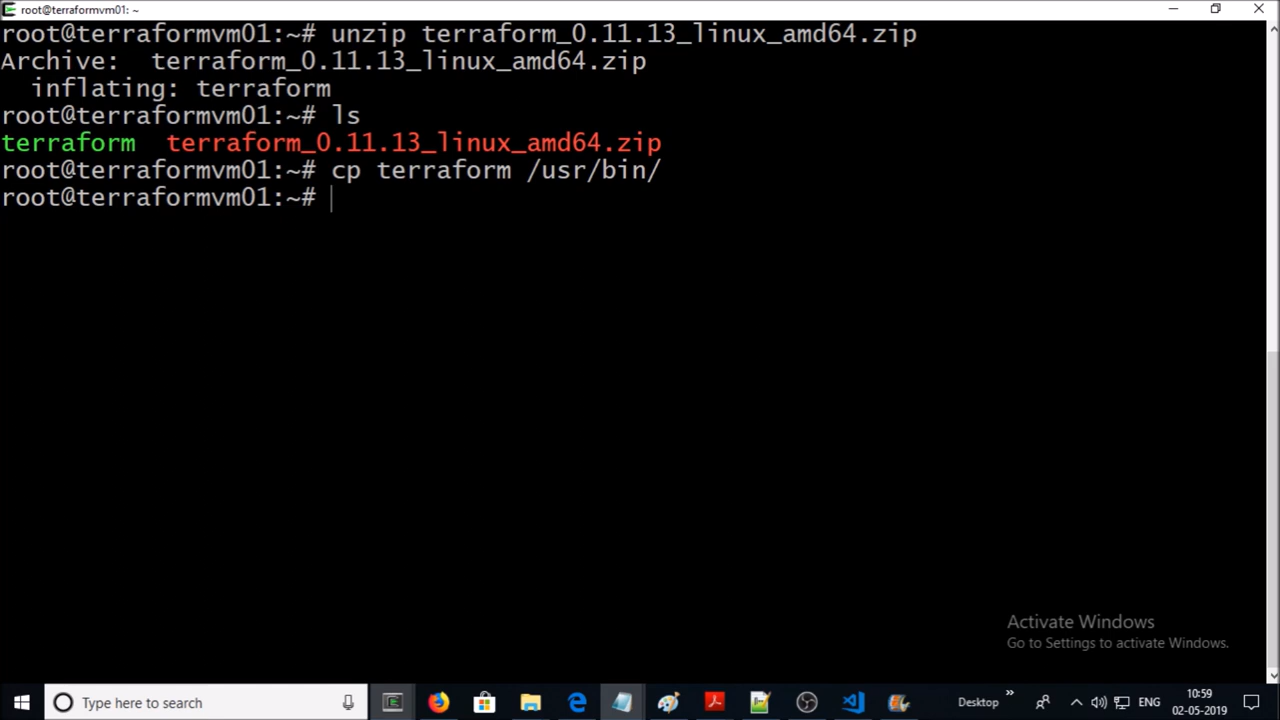 root@terraformvm01: ~
root@terraformvm01:~# unzip terraform_0.11.13_linux_amd64.zip
Archive:  terraform_0.11.13_linux_amd64.zip
  inflating: terraform
root@terraformvm01:~# ls
terraform  terraform_0.11.13_linux_amd64.zip
root@terraformvm01:~# cp terraform /usr/bin/
root@terraformvm01:~#
Activate Windows
Go to Settings to activate Windows.
Type here to search
Desktop
ENG
10:59
02-05-2019